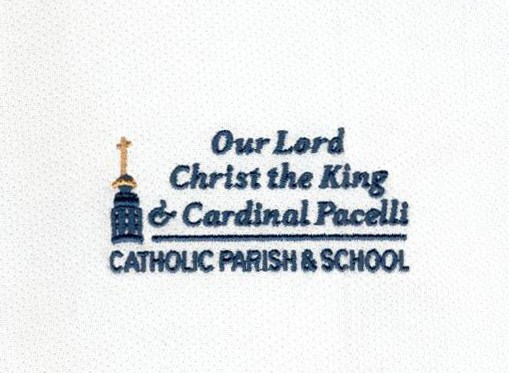 Our Lord
Christ the King
& Cardinal Pacelli
CATHOLIC PARISH & SCHOOL